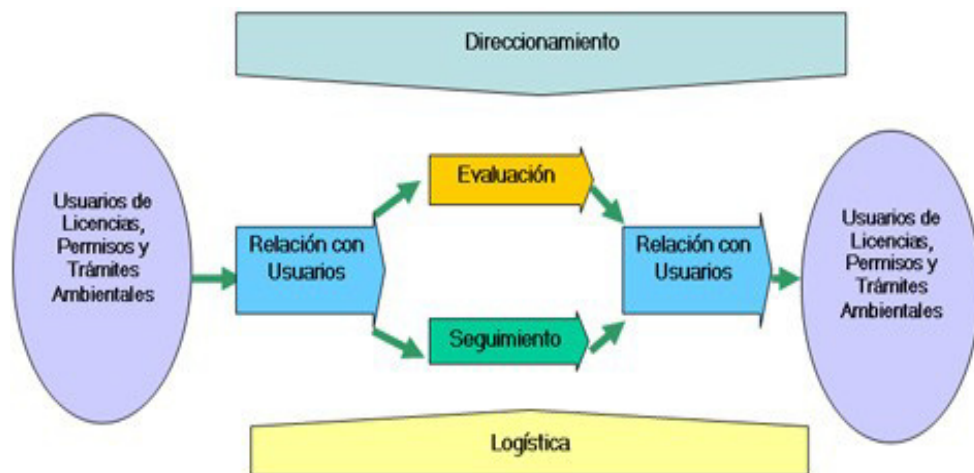 Direccionamiento
Usuarios de
Licencias,
Permisos y
Trámites
Ambientales
Relación con
Usuarios
Evaluación
Seguimiento
Relación con
Usuarios
Usuarios de
Licencias,
Permisos y
Trámites
Ambientales
Logística